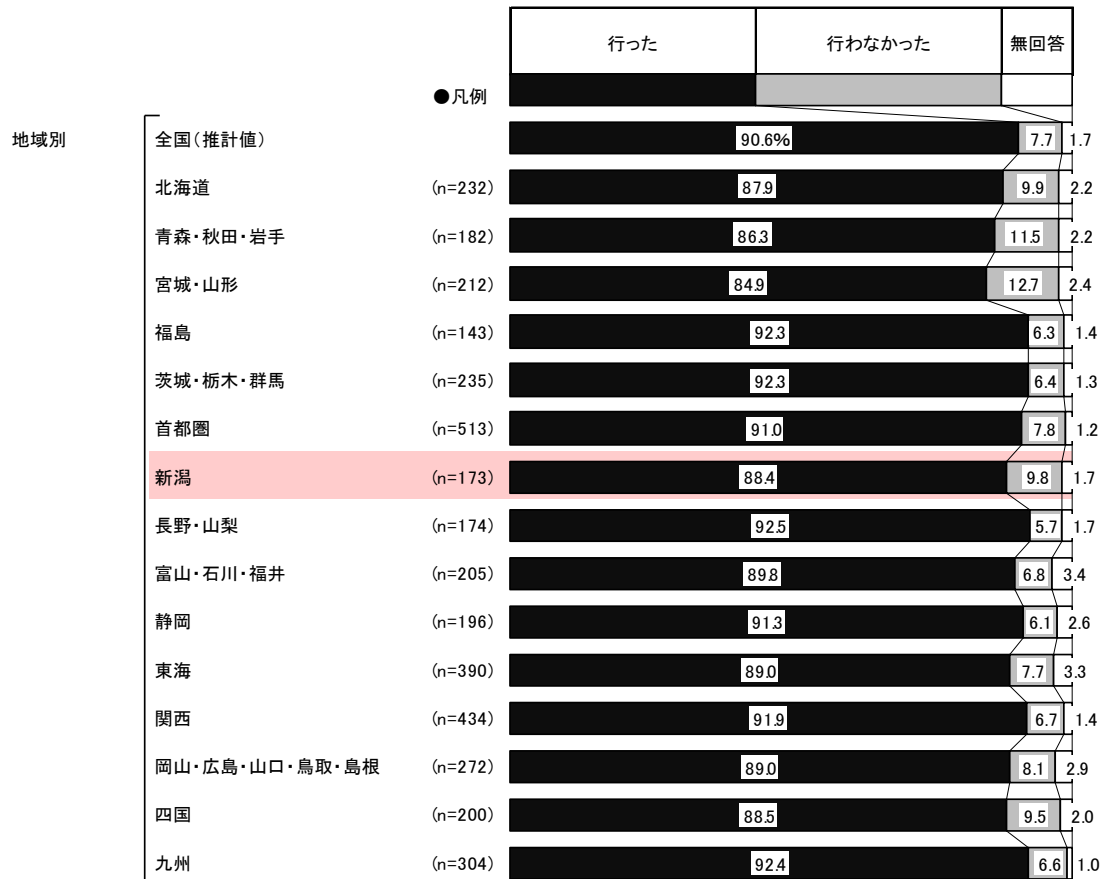 行った 行わなかった 無回答
●凡例
地域別 全国(推計値) 90.6% 7.7 1.7
北海道 (n=232) 87.9 9.9 2.2
青森・秋田・岩手 (n=182) 86.3 11.5 2.2
宮城・山形 (n=212) 84.9 12.7 2.4
福島 (n=143) 92.3 6.3 1.4
茨城・栃木・群馬 (n=235) 92.3 6.4 1.3
首都圏 (n=513) 91.0 7.8 1.2
新潟 (n=173) 88.4 9.8 1.7
長野・山梨 (n=174) 92.5 5.7 1.7
富山・石川・福井 (n=205) 89.8 6.8 3.4
静岡 (n=196) 91.3 6.1 2.6
東海 (n=390) 89.0 7.7 3.3
関西 (n=434) 91.9 6.7 1.4
岡山・広島・山口・鳥取・島根 (n=272) 89.0 8.1 2.9
四国 (n=200) 88.5 9.5 2.0
九州 (n=304) 92.4 6.6 1.0